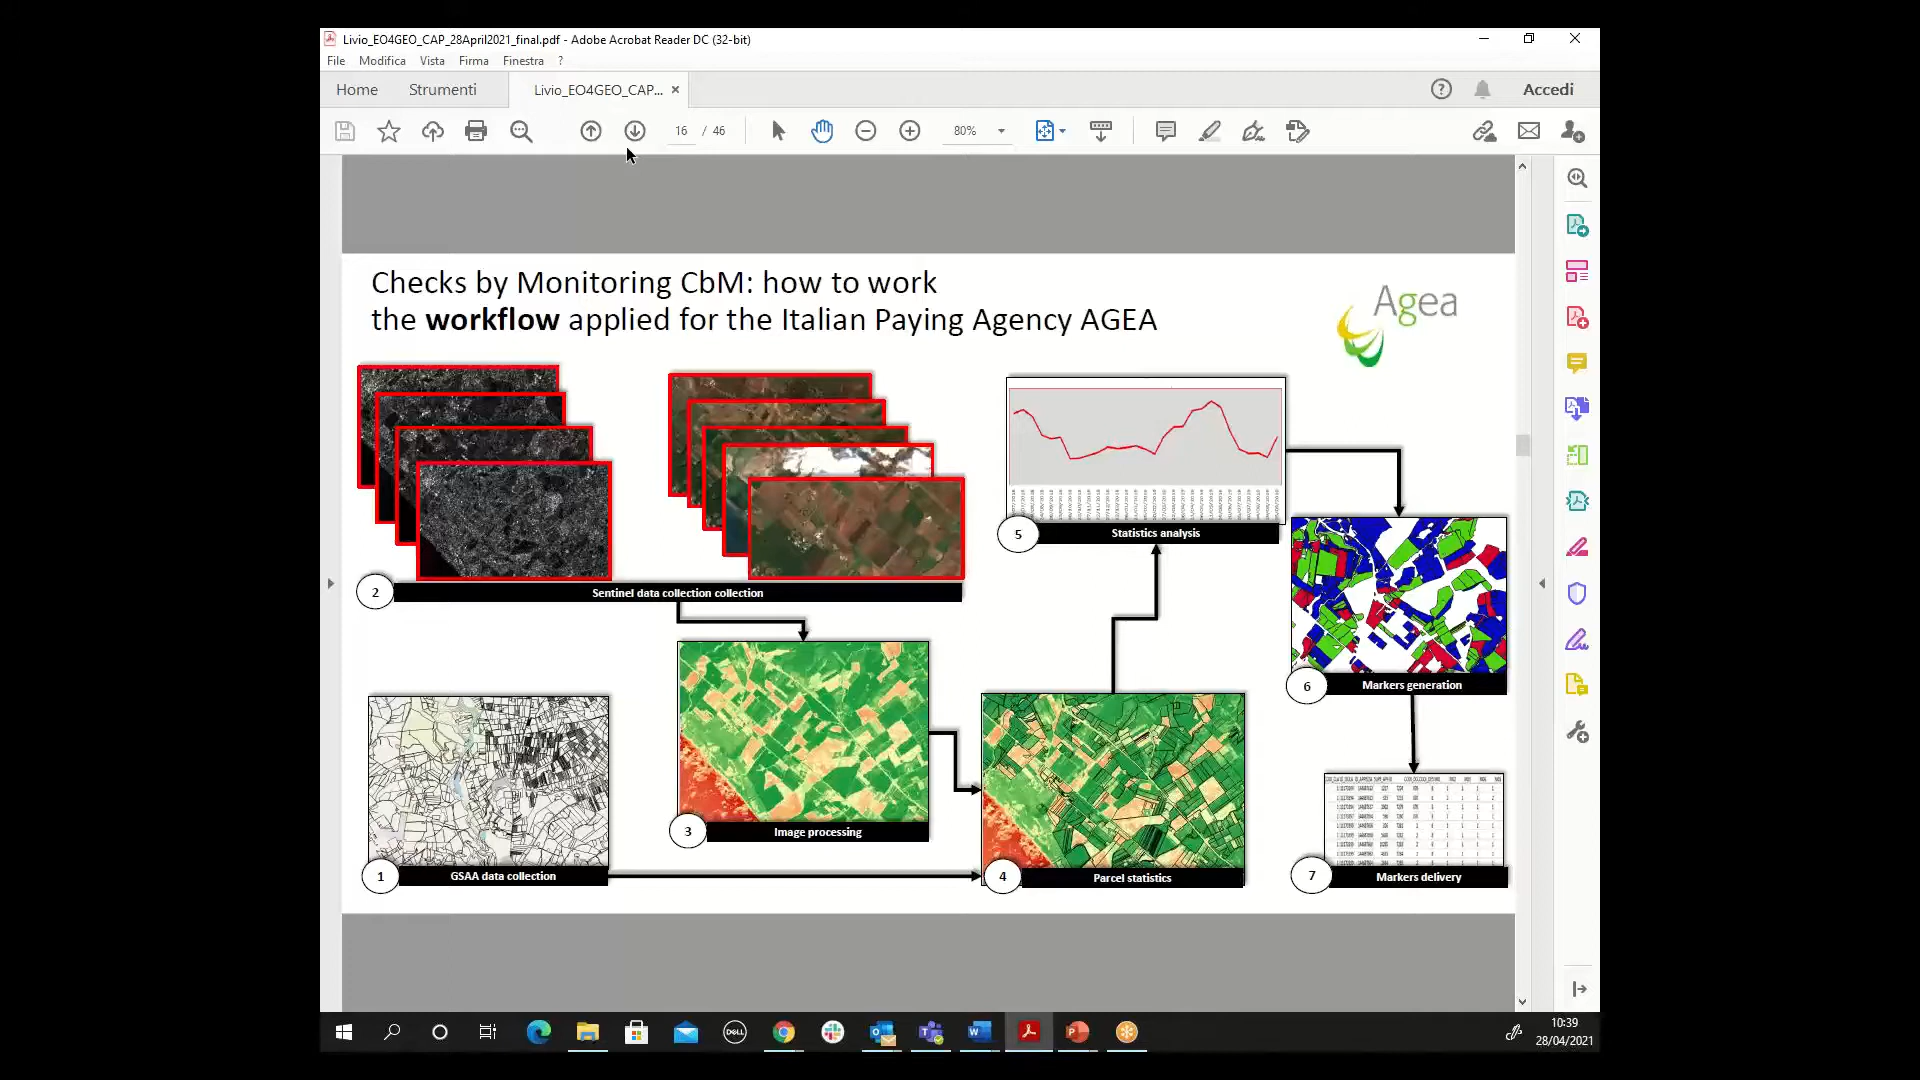 Livio_EO4GEO_CAP_28April2021_final.pdf - Adobe Acrobat Reader DC (32-bit)
File Modifica Vista Firma Finestra ?
Home Strumenti Livio_EO4GEO_CAP... × Accedi
16 / 46 80%
Checks by Monitoring CbM: how to work
the workflow applied for the Italian Paying Agency AGEA
Agea
5 Statistics analysis
2 Sentinel data collection collection
6 Markers generation
3 Image processing
1 GSAA data collection
4 Parcel statistics
7 Markers delivery
DELL
10:39
28/04/2021